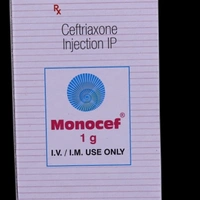 Rx
Ceftriaxone
Injection IP
Monocef®
1 g
I.V. / I.M. USE ONLY